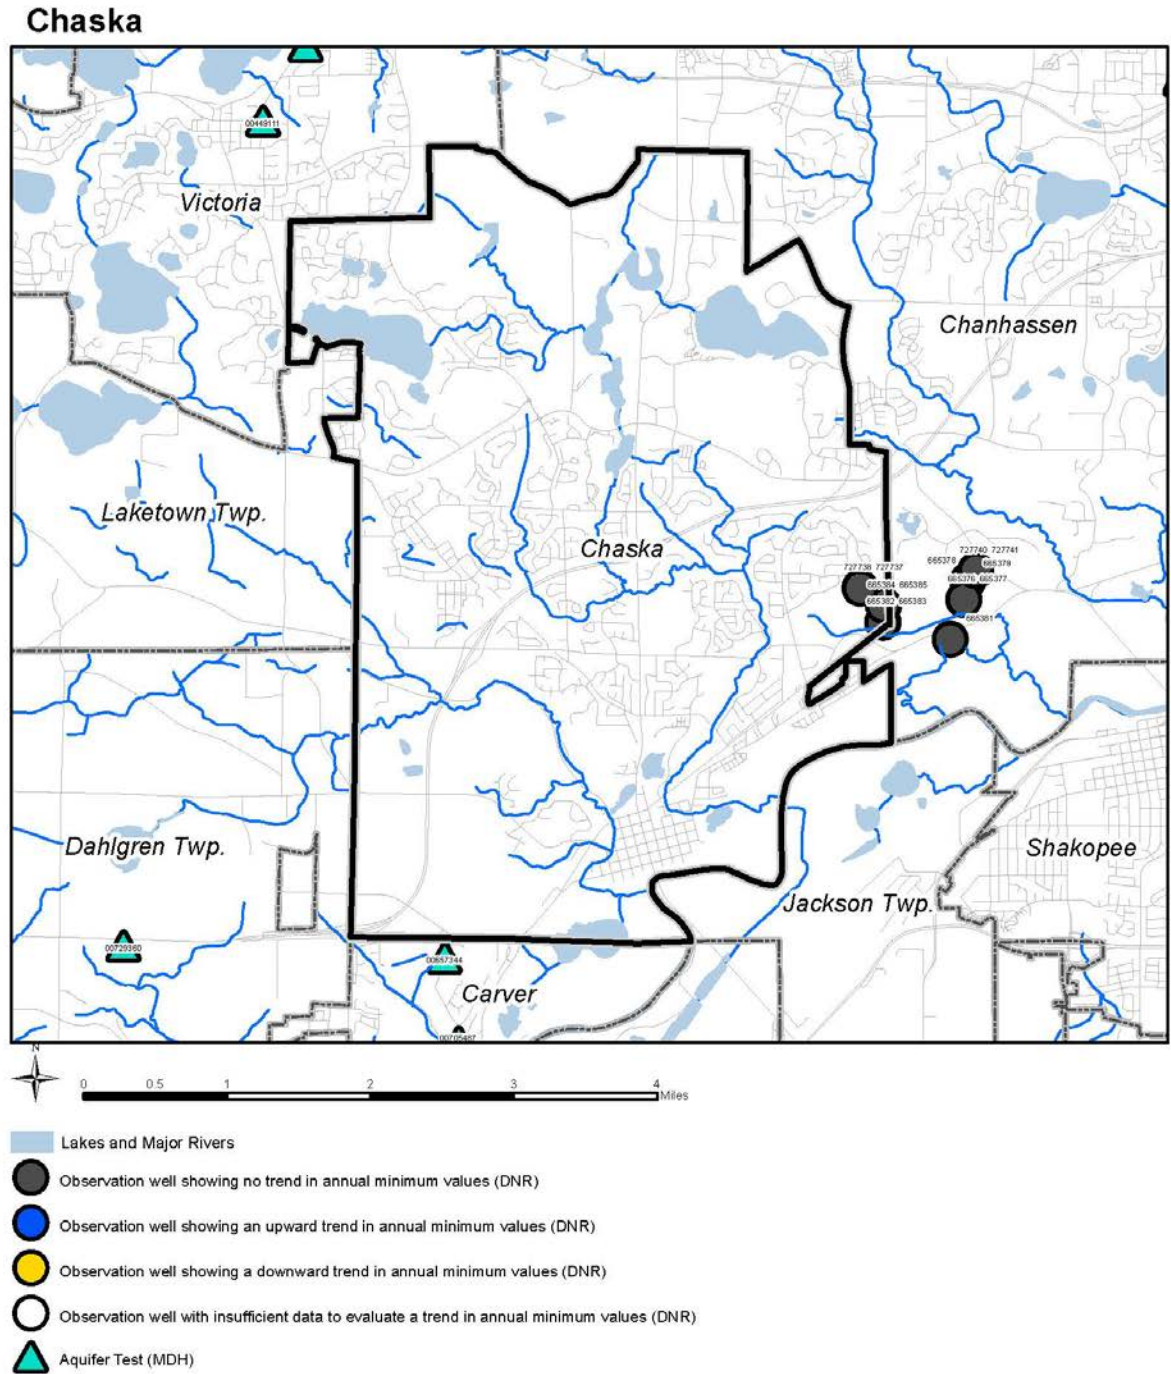 Chaska
00449111
Victoria
Chanhassen
Laketown Twp.
Chaska
727740 727741
665378
665379
727738 727737
665376 665377
665384 665385
665382 665383
665381
Dahlgren Twp.
Shakopee
Jackson Twp.
00729360
00657344
Carver
00705487
N
0 0.5 1 2 3 4
Miles
Lakes and Major Rivers
Observation well showing no trend in annual minimum values (DNR)
Observation well showing an upward trend in annual minimum values (DNR)
Observation well showing a downward trend in annual minimum values (DNR)
Observation well with insufficient data to evaluate a trend in annual minimum values (DNR)
Aquifer Test (MDH)